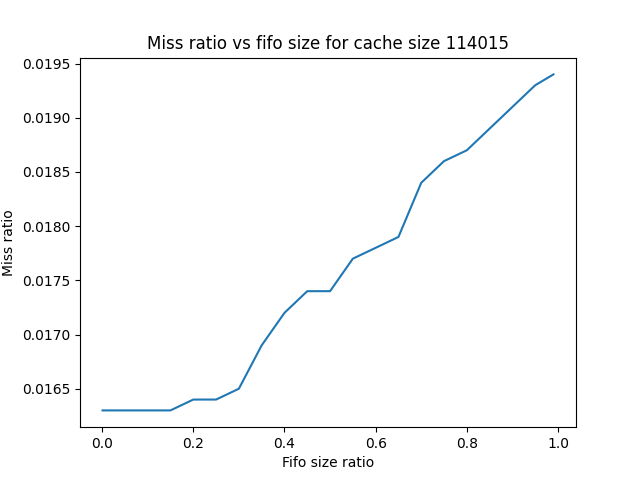 Miss ratio vs fifo size for cache size 114015
0.0195
0.0190
0.0185
0.0180
0.0175
0.0170
0.0165
Miss ratio
0.0 0.2 0.4 0.6 0.8 1.0
Fifo size ratio